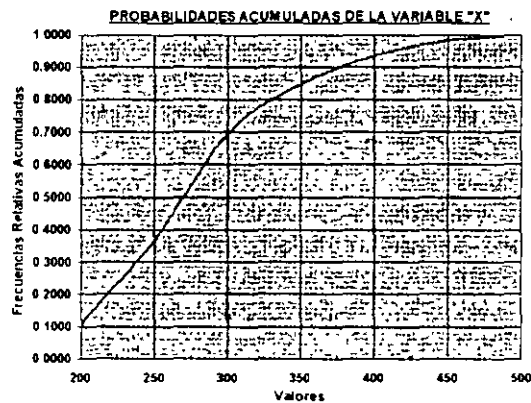 PROBABILIDADES ACUMULADAS DE LA VARIABLE "X"
Frecuencias Relativas Acumuladas
1 0000
0.9000
0 8000
0.7000
0 6000
0.5000
0.4000
0.3000
0 2000
0.1000
0 0000
200 250 300 350 400 450 500
Valores